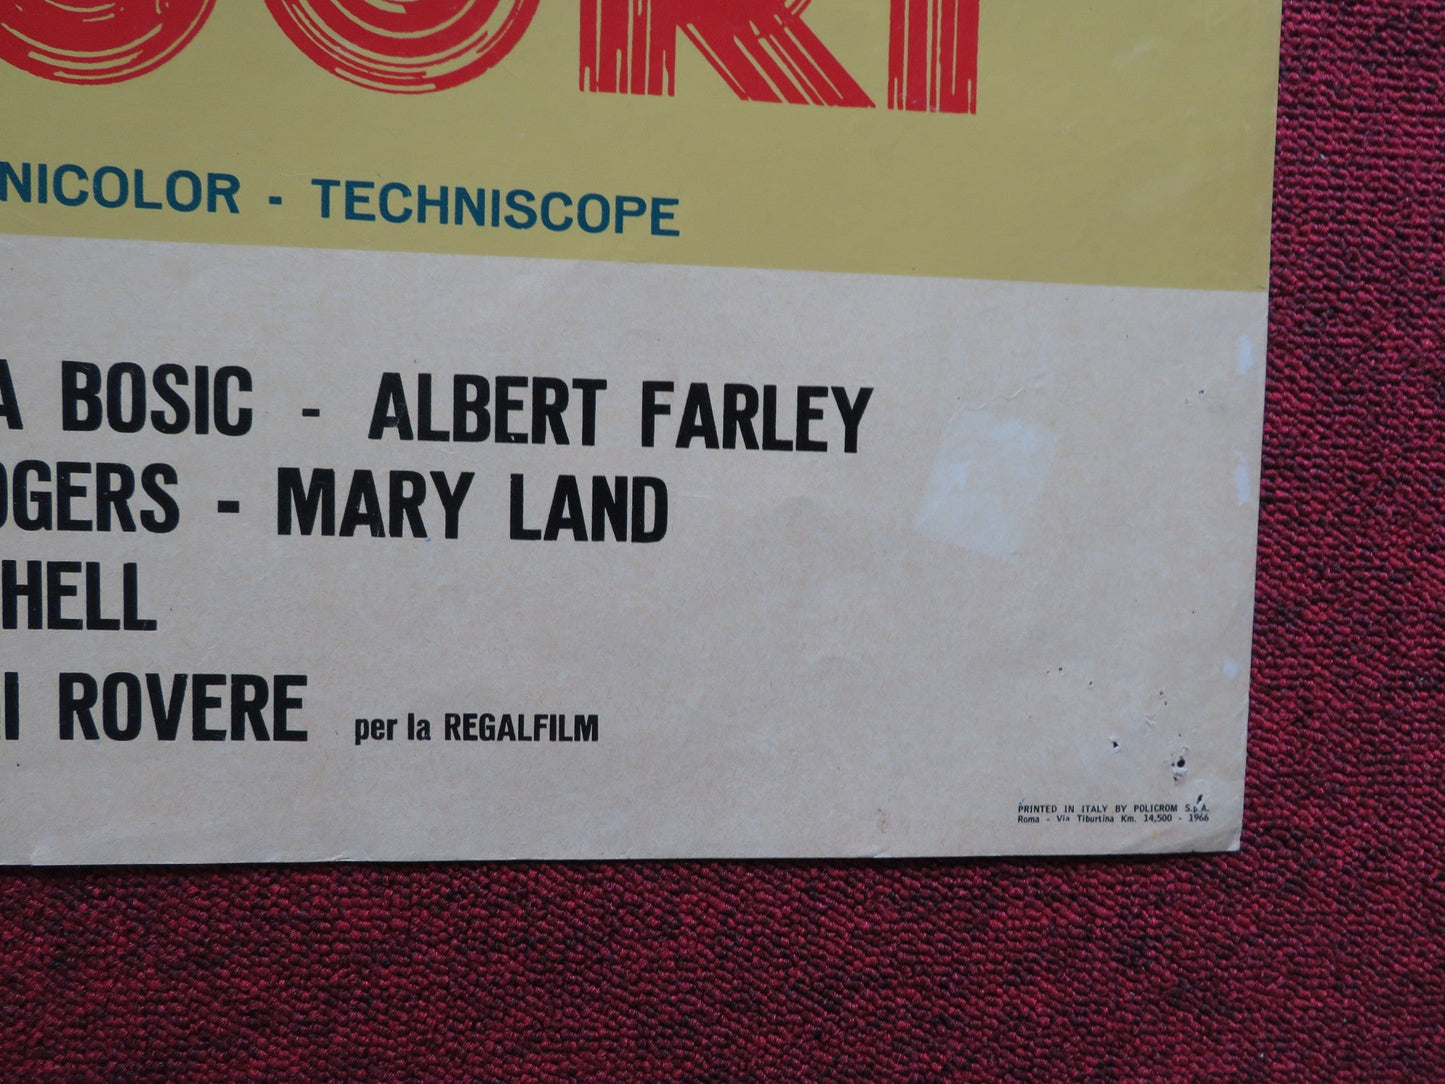 OURI
NICOLOR - TECHNISCOPE
A BOSIC - ALBERT FARLEY
OGERS - MARY LAND
HELL
I ROVERE per la REGALFILM
PRINTED IN ITALY BY POLICROM S.p.A.
Roma - Via Tiburtina Km. 14,500 - 1966